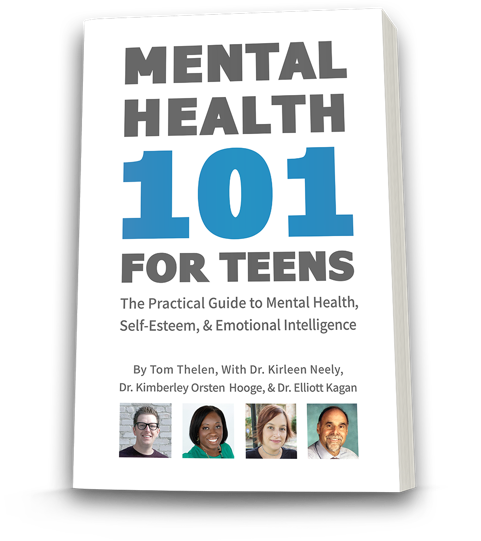 MENTAL
HEALTH
101
FOR TEENS
The Practical Guide to Mental Health,
Self-Esteem, & Emotional Intelligence
By Tom Thelen, With Dr. Kirleen Neely,
Dr. Kimberley Orsten Hooge, & Dr. Elliott Kagan